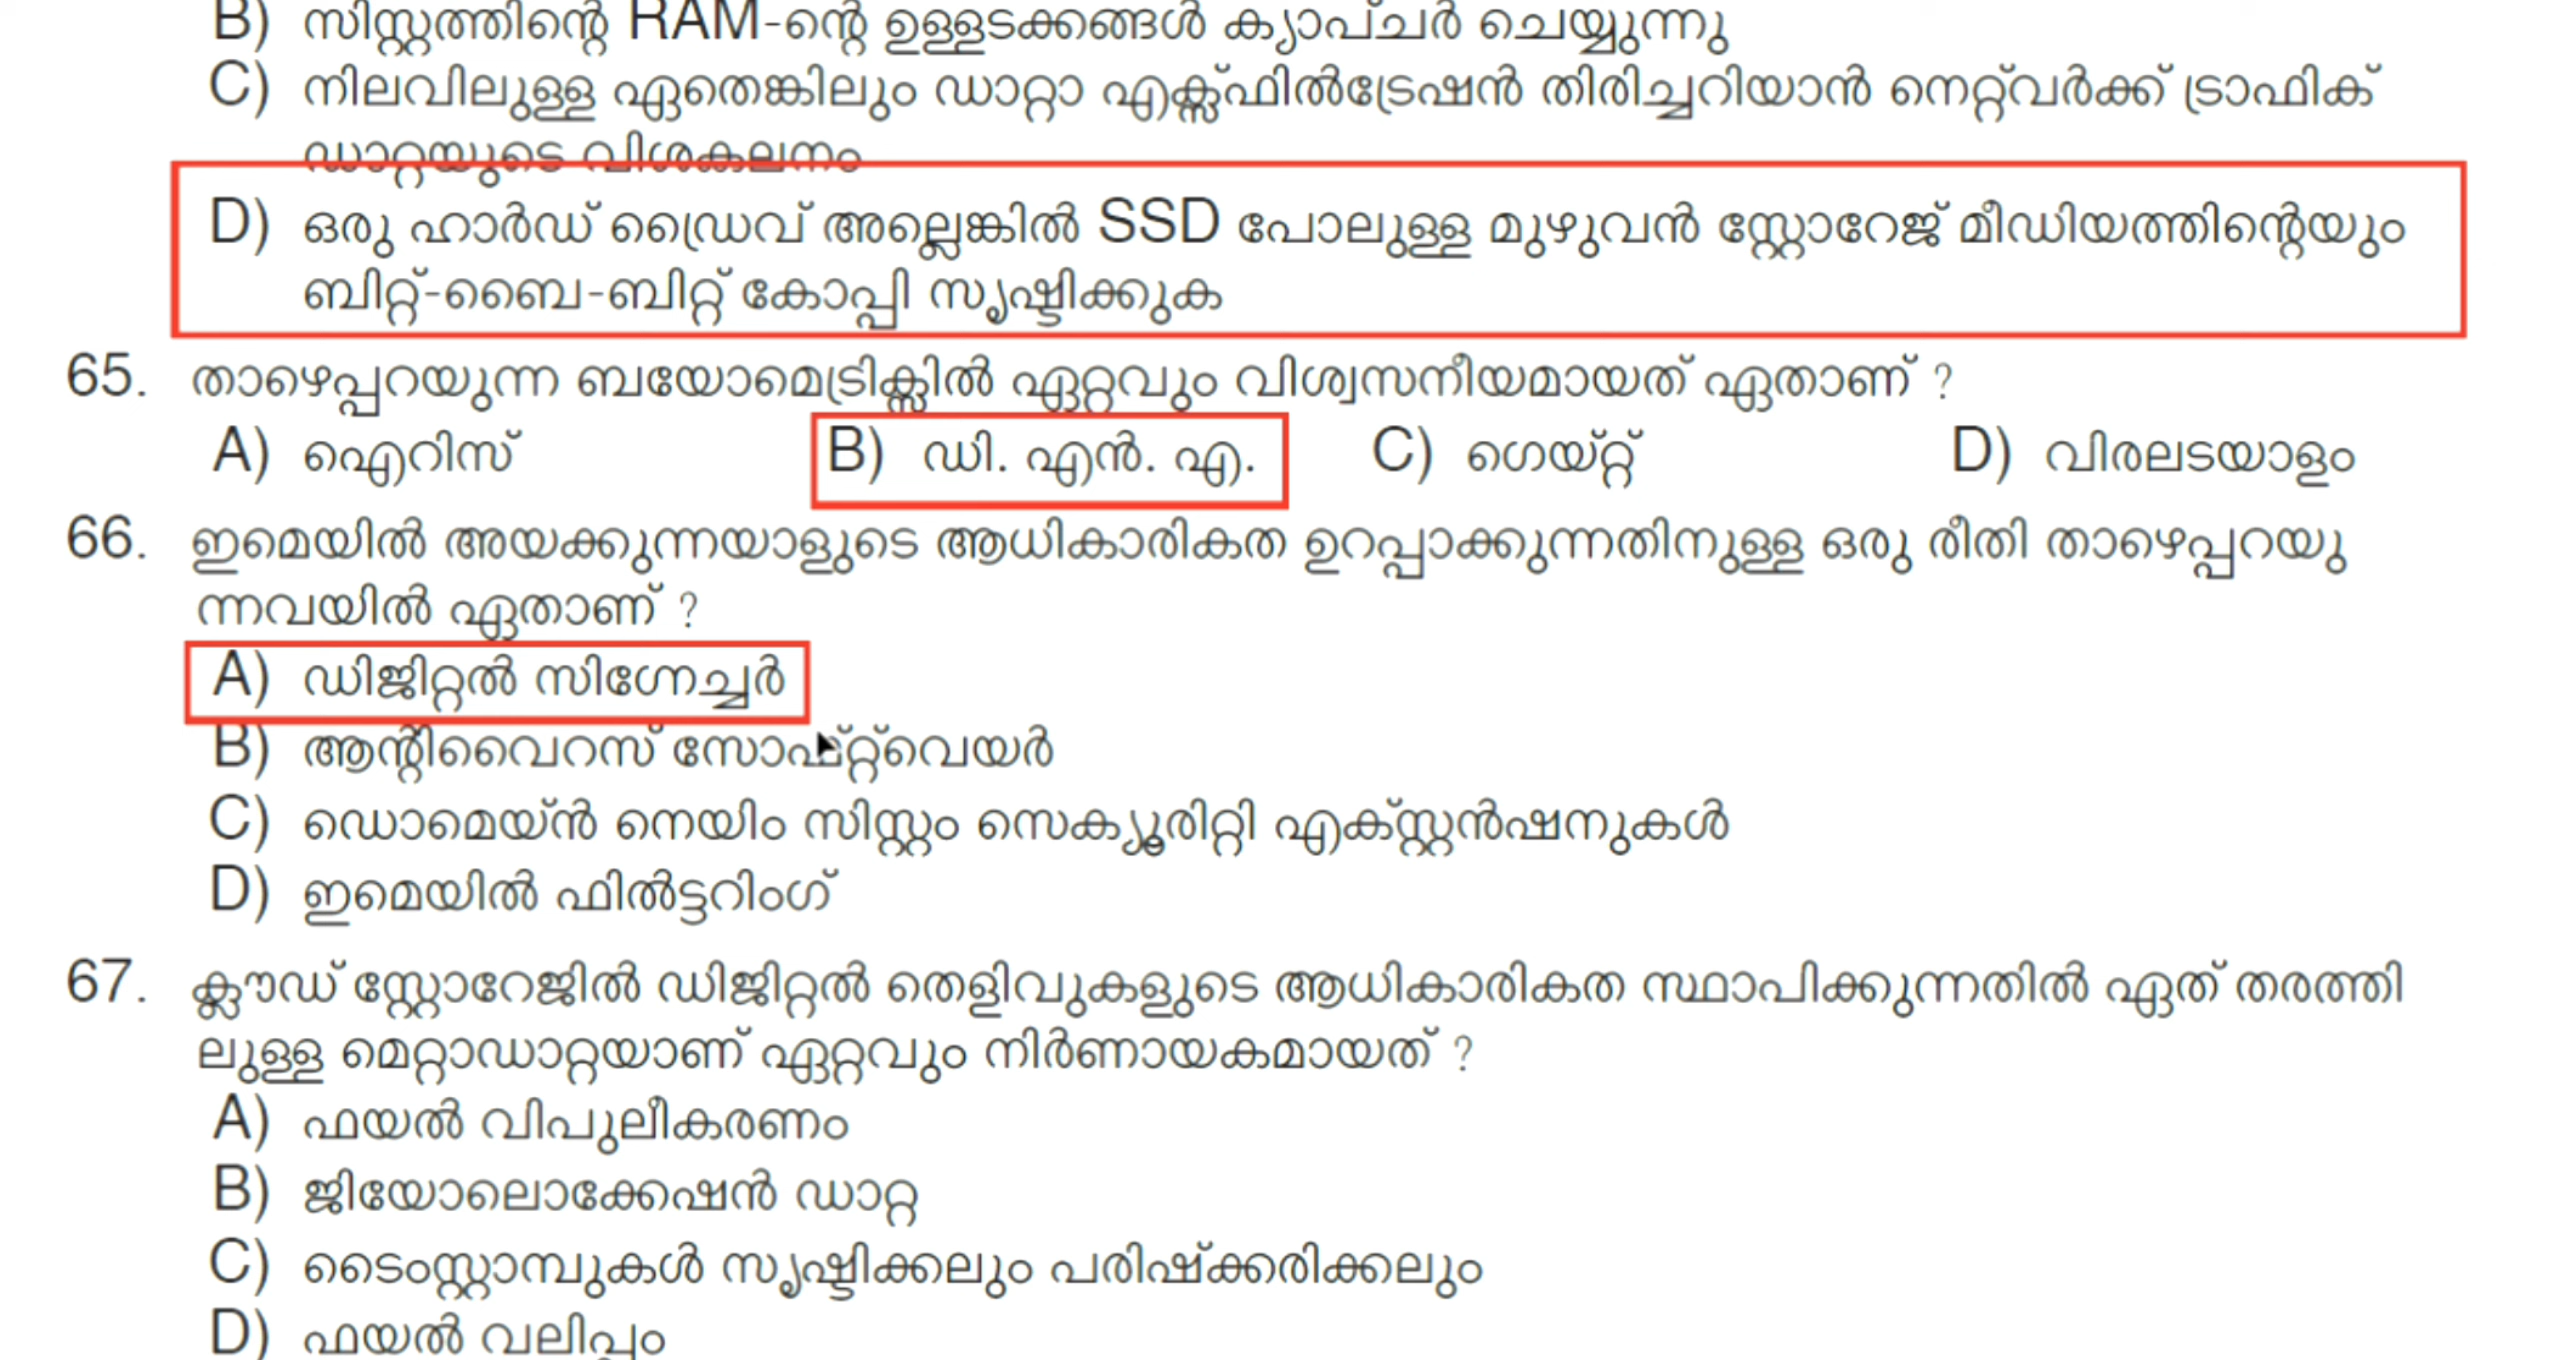 B) സിസ്റ്റത്തിന്റെ RAM-ന്റെ ഉള്ളടക്കങ്ങൾ ക്യാപ്ചർ ചെയ്യുന്നു
C) നിലവിലുള്ള ഏതെങ്കിലും ഡാറ്റാ എക്സ്ഫിൽട്രേഷൻ തിരിച്ചറിയാൻ നെറ്റ്‌വർക്ക് ട്രാഫിക്
ഡാറ്റയുടെ വിശകലനം
D) ഒരു ഹാർഡ് ഡ്രൈവ് അല്ലെങ്കിൽ SSD പോലുള്ള മുഴുവൻ സ്റ്റോറേജ് മീഡിയത്തിന്റെയും
ബിറ്റ്-ബൈ-ബിറ്റ് കോപ്പി സൃഷ്ടിക്കുക
65. താഴെപ്പറയുന്ന ബയോമെട്രിക്സിൽ ഏറ്റവും വിശ്വസനീയമായത് ഏതാണ് ?
A) ഐറിസ് B) ഡി. എൻ. എ. C) ഗെയ്റ്റ് D) വിരലടയാളം
66. ഇമെയിൽ അയക്കുന്നയാളുടെ ആധികാരികത ഉറപ്പാക്കുന്നതിനുള്ള ഒരു രീതി താഴെപ്പറയു
ന്നവയിൽ ഏതാണ് ?
A) ഡിജിറ്റൽ സിഗ്നേച്ചർ
B) ആന്റിവൈറസ് സോഫ്റ്റ്‌വെയർ
C) ഡൊമെയ്ൻ നെയിം സിസ്റ്റം സെക്യൂരിറ്റി എക്സ്റ്റൻഷനുകൾ
D) ഇമെയിൽ ഫിൽട്ടറിംഗ്
67. ക്ലൗഡ് സ്റ്റോറേജിൽ ഡിജിറ്റൽ തെളിവുകളുടെ ആധികാരികത സ്ഥാപിക്കുന്നതിൽ ഏത് തരത്തി
ലുള്ള മെറ്റാഡാറ്റയാണ് ഏറ്റവും നിർണായകമായത് ?
A) ഫയൽ വിപുലീകരണം
B) ജിയോലൊക്കേഷൻ ഡാറ്റ
C) ടൈംസ്റ്റാമ്പുകൾ സൃഷ്ടിക്കലും പരിഷ്ക്കരിക്കലും
D) ഫയൽ വലിപ്പം